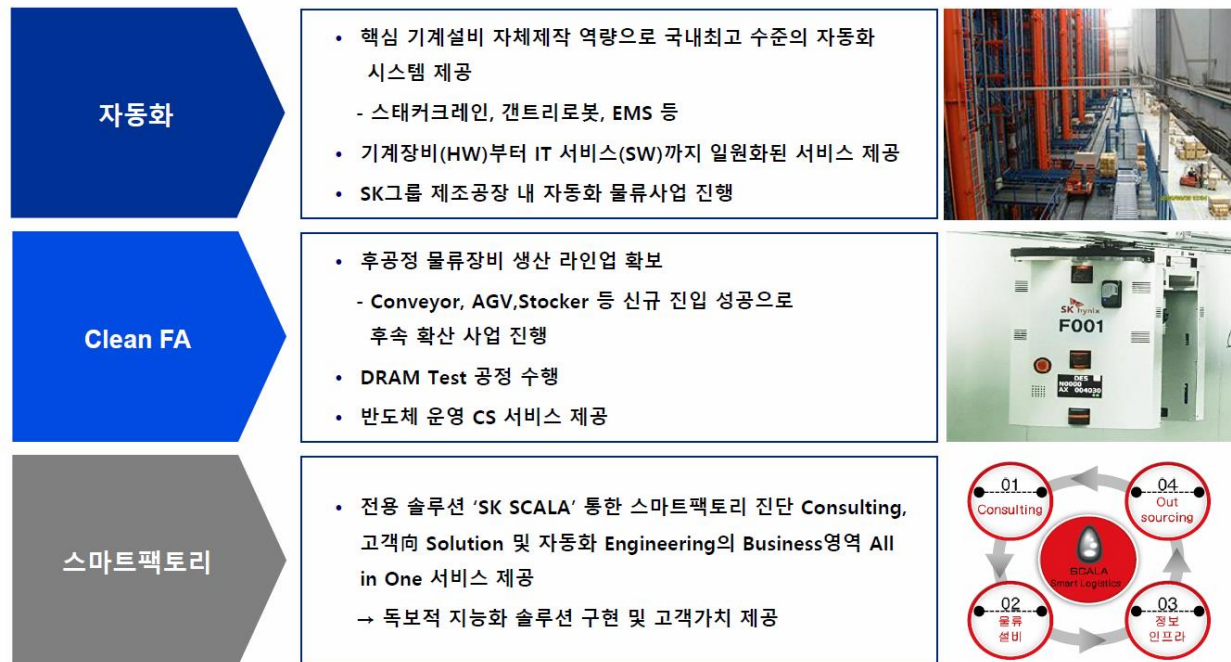 자동화
• 핵심 기계설비 자체제작 역량으로 국내최고 수준의 자동화
시스템 제공
- 스태커크레인, 갠트리로봇, EMS 등
• 기계장비(HW)부터 IT 서비스(SW)까지 일원화된 서비스 제공
• SK그룹 제조공장 내 자동화 물류사업 진행
Clean FA
• 후공정 물류장비 생산 라인업 확보
- Conveyor, AGV,Stocker 등 신규 진입 성공으로
후속 확산 사업 진행
• DRAM Test 공정 수행
• 반도체 운영 CS 서비스 제공
SK hynix
F001
DES
N0000
AX 004030
스마트팩토리
• 전용 솔루션 ‘SK SCALA’ 통한 스마트팩토리 진단 Consulting,
고객向 Solution 및 자동화 Engineering의 Business영역 All
in One 서비스 제공
→ 독보적 지능화 솔루션 구현 및 고객가치 제공
01
Consulting
04
Out
sourcing
SCALA
Smart Logistics
02
물류
설비
03
정보
인프라